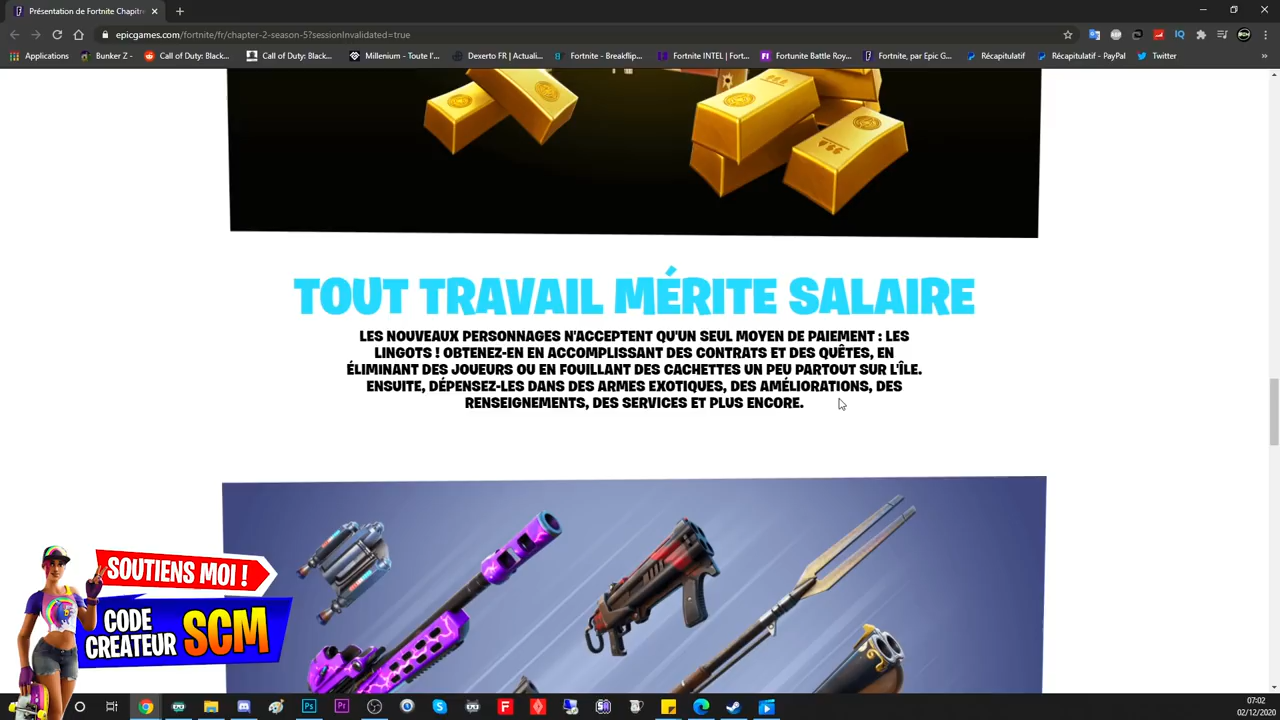 Présentation de Fortnite Chapitre
epicgames.com/fortnite/fr/chapter-2-season-5?sessionInvalidated=true
Applications
Bunker Z -
Call of Duty: Black...
Call of Duty: Black...
Millenium - Toute l'...
Dexerto FR | Actuali...
Fortnite - Breakflip...
Fortnite INTEL | Fort...
Fortunite Battle Roy...
Fortnite, par Epic G...
Récapitulatif
Récapitulatif - PayPal
Twitter
TOUT TRAVAIL MÉRITE SALAIRE
LES NOUVEAUX PERSONNAGES N'ACCEPTENT QU'UN SEUL MOYEN DE PAIEMENT : LES
LINGOTS ! OBTENEZ-EN EN ACCOMPLISSANT DES CONTRATS ET DES QUÊTES, EN
ÉLIMINANT DES JOUEURS OU EN FOUILLANT DES CACHETTES UN PEU PARTOUT SUR L'ÎLE.
ENSUITE, DÉPENSEZ-LES DANS DES ARMES EXOTIQUES, DES AMÉLIORATIONS, DES
RENSEIGNEMENTS, DES SERVICES ET PLUS ENCORE.
SOUTIENS MOI !
CODE
CREATEUR SCM
07:02
02/12/2020